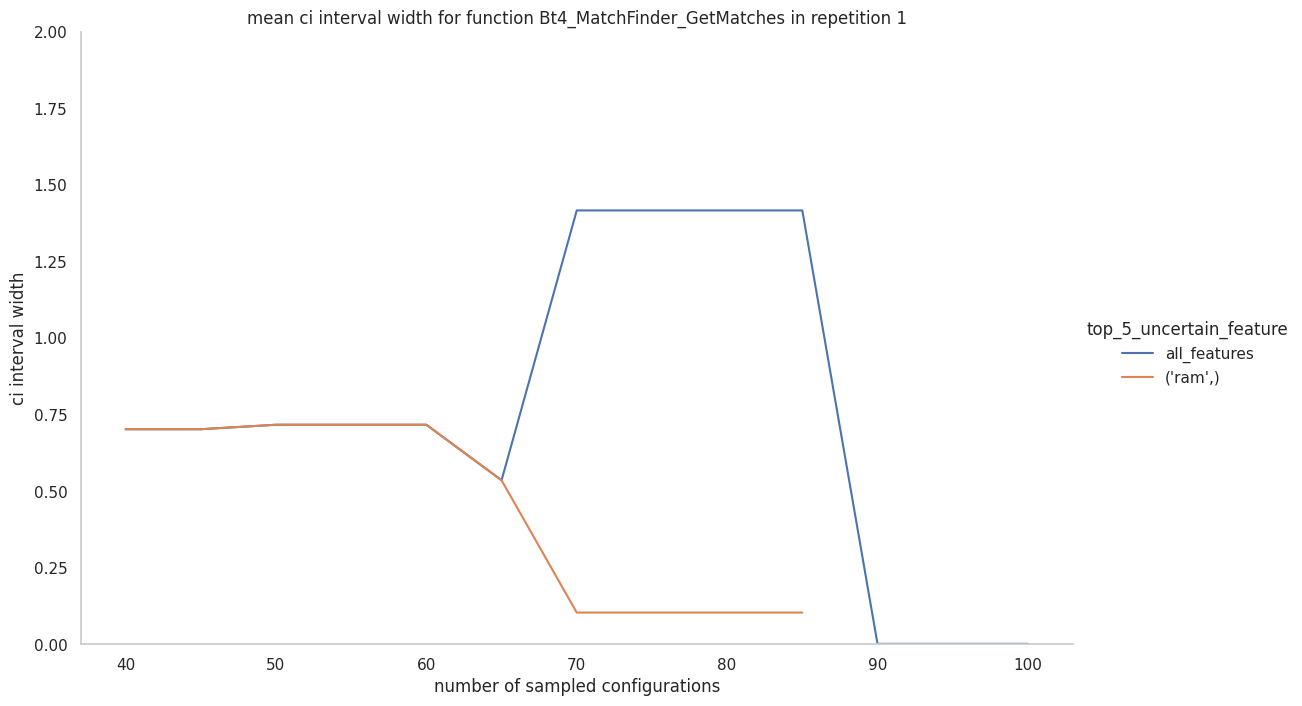 mean ci interval width for function Bt4_MatchFinder_GetMatches in repetition 1
2.00
1.75
1.50
1.25
1.00
0.75
0.50
0.25
0.00
ci interval width
40
50
60
70
80
90
100
number of sampled configurations
top_5_uncertain_feature
all_features
('ram',)